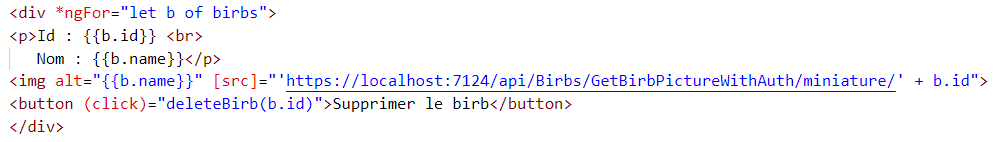 <div *ngFor="let b of birbs">
<p>Id : {{b.id}} <br>
Nom : {{b.name}}</p>
<img alt="{{b.name}}" [src]="'https://localhost:7124/api/Birbs/GetBirbPictureWithAuth/miniature/' + b.id">
<button (click)="deleteBirb(b.id)">Supprimer le birb</button>
</div>